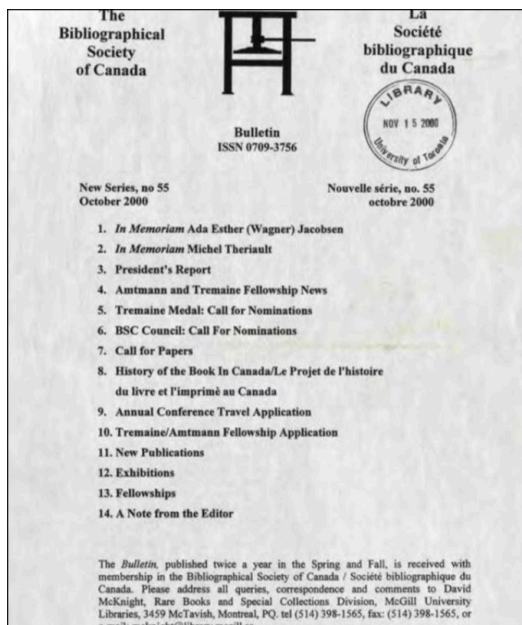 The
Bibliographical
Society
of Canada
La
Société
bibliographique
du Canada
LIBRARY
NOV 15 2000
University of Toronto
Bulletin
ISSN 0709-3756
New Series, no 55
October 2000
Nouvelle série, no. 55
octobre 2000
1. In Memoriam Ada Esther (Wagner) Jacobsen
2. In Memoriam Michel Theriault
3. President's Report
4. Amtmann and Tremaine Fellowship News
5. Tremaine Medal: Call for Nominations
6. BSC Council: Call For Nominations
7. Call for Papers
8. History of the Book In Canada/Le Projet de l'histoire
du livre et l'imprimè au Canada
9. Annual Conference Travel Application
10. Tremaine/Amtmann Fellowship Application
11. New Publications
12. Exhibitions
13. Fellowships
14. A Note from the Editor
The Bulletin, published twice a year in the Spring and Fall, is received with
membership in the Bibliographical Society of Canada / Société bibliographique du
Canada. Please address all queries, correspondence and comments to David
McKnight, Rare Books and Special Collections Division, McGill University
Libraries, 3459 McTavish, Montreal, PQ. tel (514) 398-1565, fax: (514) 398-1565, or